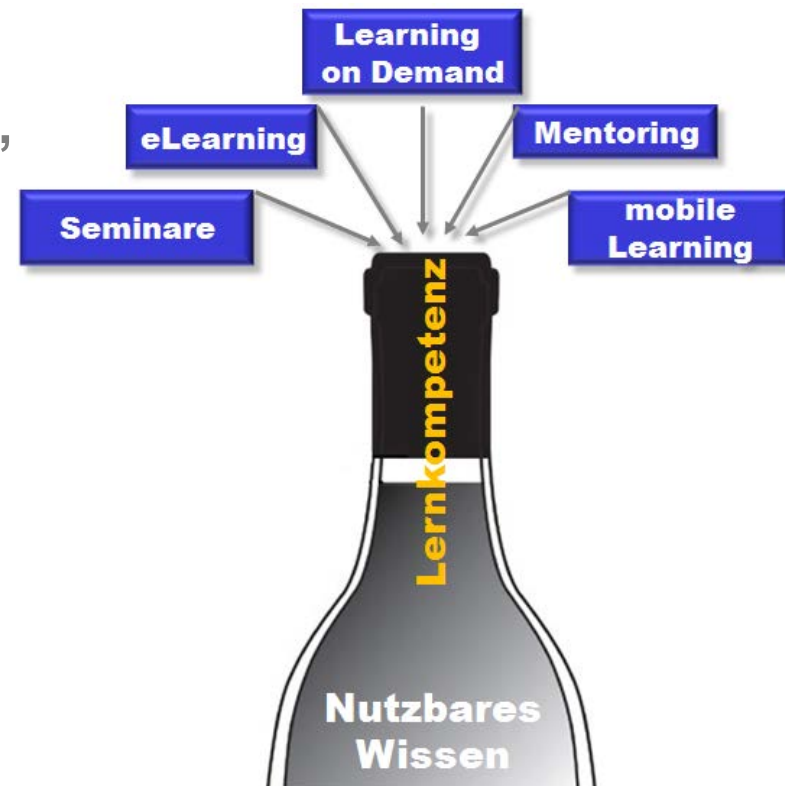 Learning
on Demand
,
eLearning
Mentoring
Seminare
mobile
Learning
Lernkompetenz
Nutzbares
Wissen